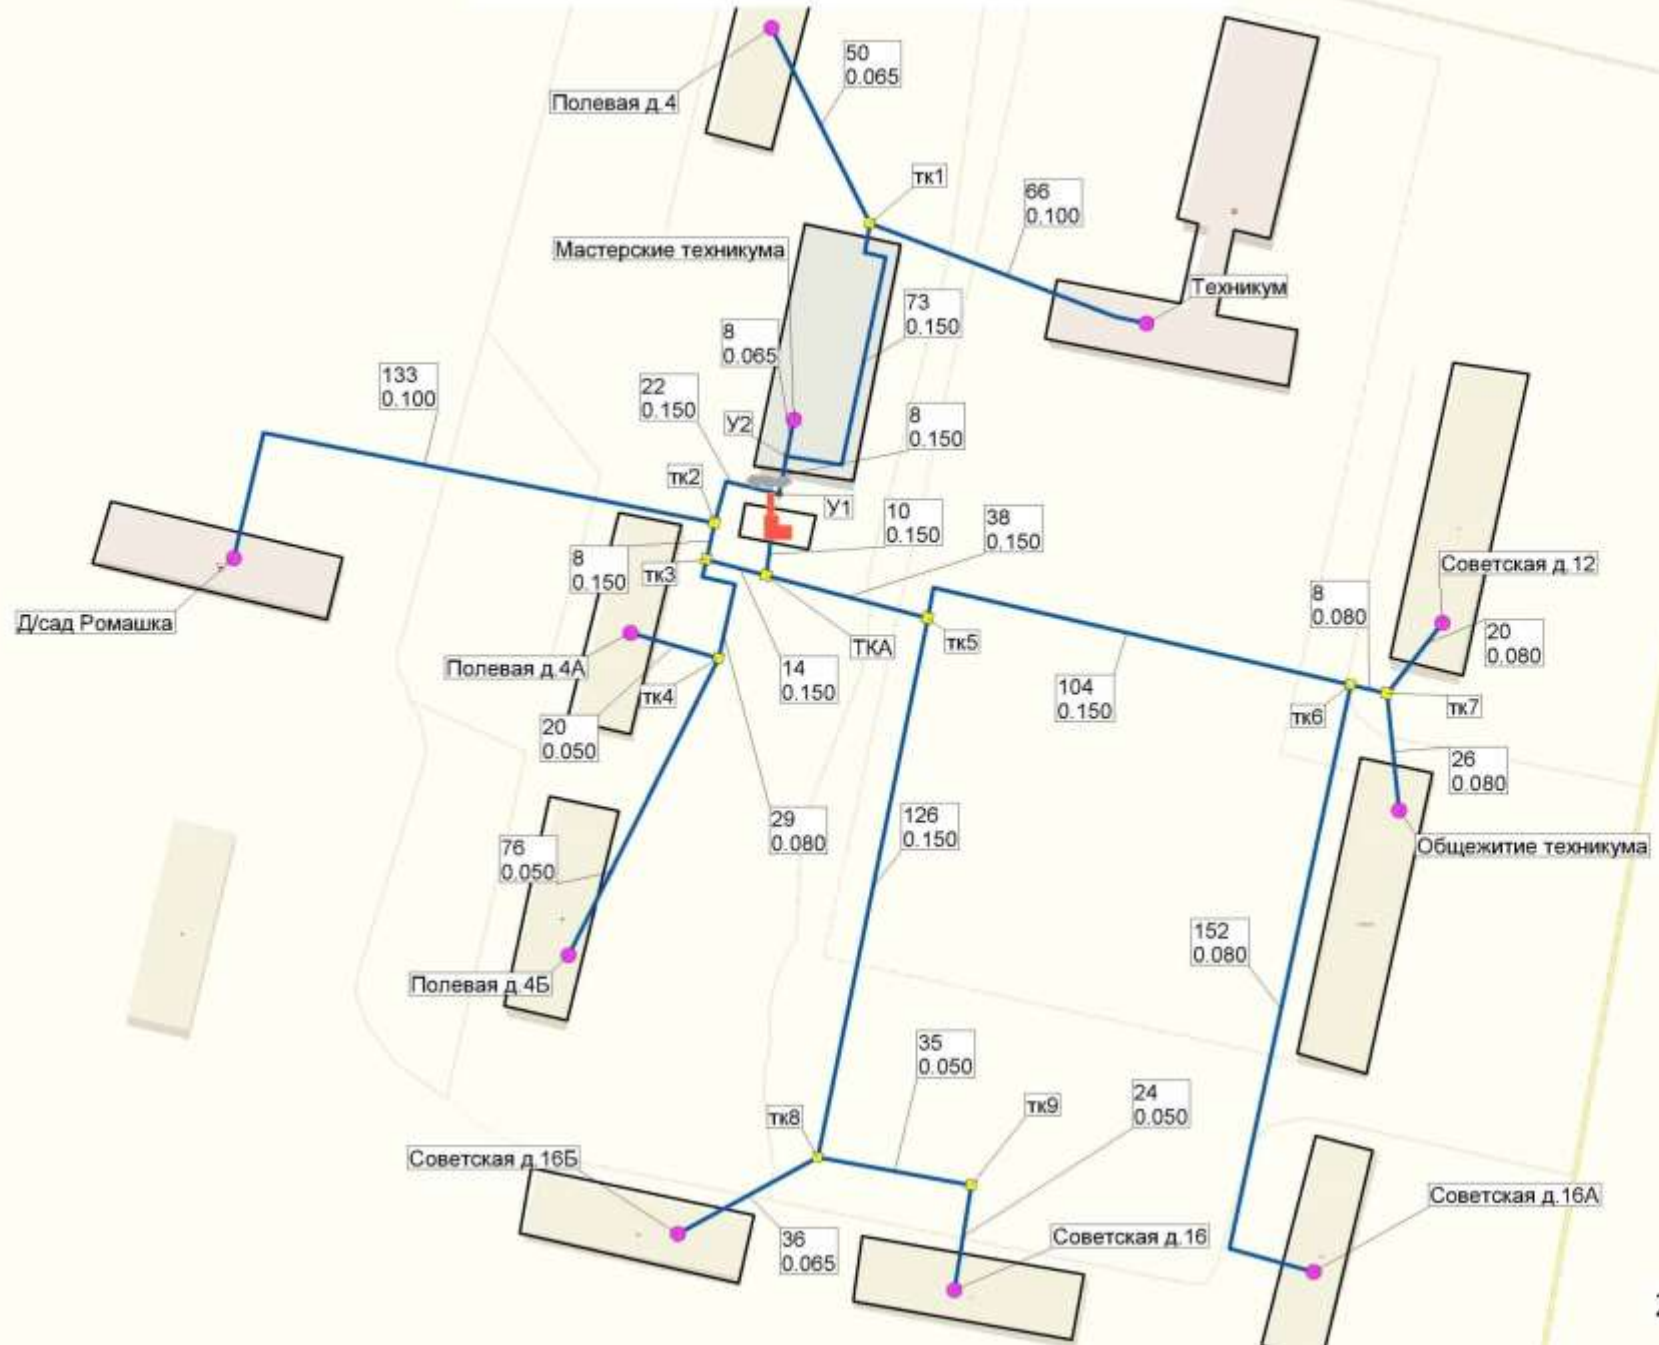 50
0.065
Полевая д.4
тк1
66
0.100
Мастерские техникума
Техникум
73
0.150
8
0.065
133
0.100
22
0.150
8
0.150
У2
тк2
У1
10
0.150
38
0.150
8
0.150
тк3
Советская д.12
8
0.080
20
0.080
Д/сад Ромашка
Полевая д.4А
ТКА
тк5
14
0.150
104
0.150
тк4
тк6
тк7
20
0.050
26
0.080
29
0.080
126
0.150
76
0.050
Общежитие техникума
152
0.080
Полевая д.4Б
35
0.050
24
0.050
тк9
тк8
Советская д.16Б
Советская д.16А
36
0.065
Советская д.16